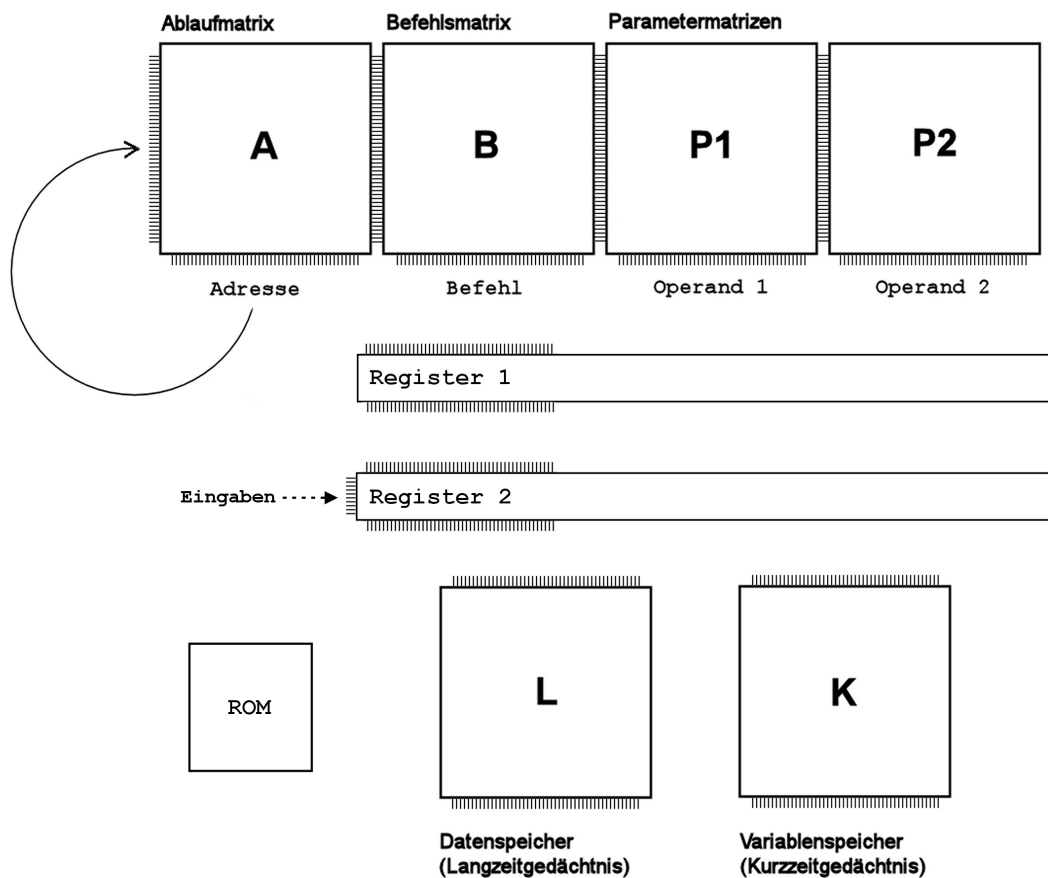 Ablaufmatrix Befehlsmatrix Parametermatrizen
A B P1 P2
Adresse Befehl Operand 1 Operand 2
Register 1
Eingaben Register 2
ROM L K
Datenspeicher Variablenspeicher
(Langzeitgedächtnis) (Kurzzeitgedächtnis)